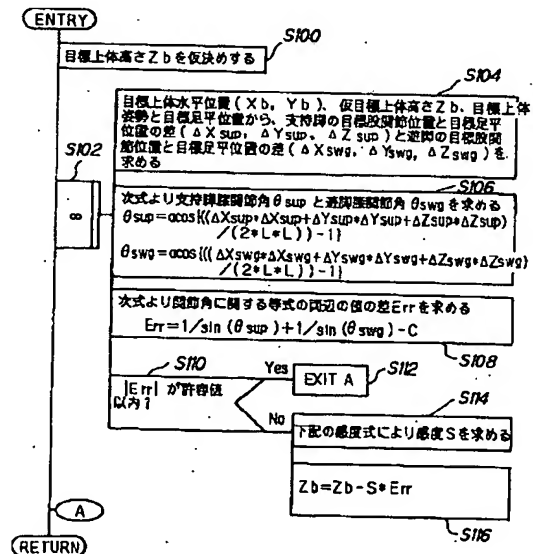 ENTRY
S100
目標上体高さZbを仮決めする
S104
目標上体水平位置(Xb, Yb)、仮目標上体高さZb、目標上体
姿勢と目標足平位置から、支持脚の目標股関節位置と目標足平
位置の差(ΔXsup, ΔYsup, ΔZsup)と遊脚の目標股関
節位置と目標足平位置の差(ΔXswg, ΔYswg, ΔZswg)を
求める
S102
∞
S106
次式より支持脚膝関節角θsupと遊脚膝関節角θswgを求める
θsup=acos{((ΔXsup*ΔXsup+ΔYsup*ΔYsup+ΔZsup*ΔZsup)
/(2*L*L))-1}
θswg=acos{((ΔXswg*ΔXswg+ΔYswg*ΔYswg+ΔZswg*ΔZswg)
/(2*L*L))-1}
次式より関節角に関する等式の両辺の値の差Errを求める
Err=1/sin(θsup)+1/sin(θswg)-C
S108
S110
|Err|が許容値
以内?
Yes
EXIT A
S112
No
S114
下記の感度式により感度Sを求める
Zb=Zb-S*Err
S116
A
RETURN